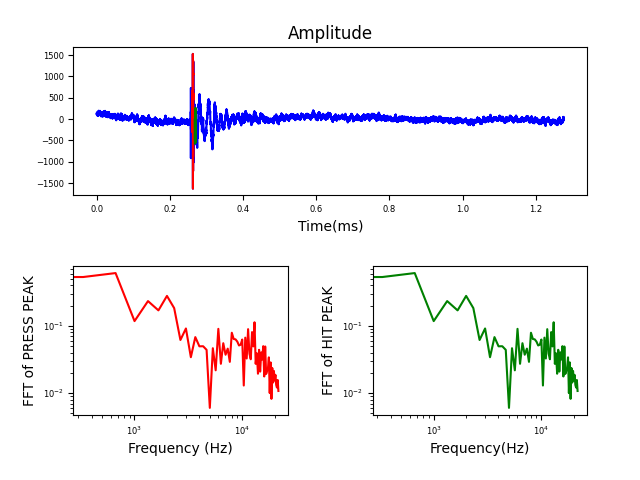 Amplitude
1500
1000
500
0
−500
−1000
−1500
0.0 0.2 0.4 0.6 0.8 1.0 1.2
Time(ms)
FFT of PRESS PEAK
10⁻¹
10⁻²
10³ 10⁴
Frequency (Hz)
FFT of HIT PEAK
10⁻¹
10⁻²
10³ 10⁴
Frequency(Hz)